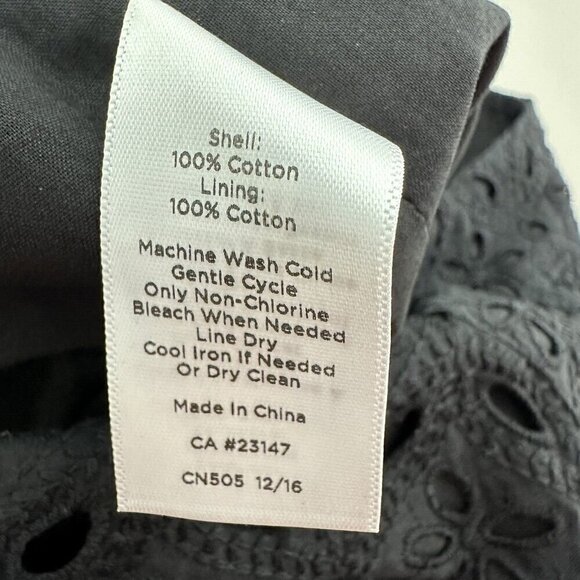 Shell:
100% Cotton
Lining:
100% Cotton
Machine Wash Cold
Gentle Cycle
Only Non-Chlorine
Bleach When Needed
Line Dry
Cool Iron If Needed
Or Dry Clean
Made In China
CA #23147
CN505 12/16